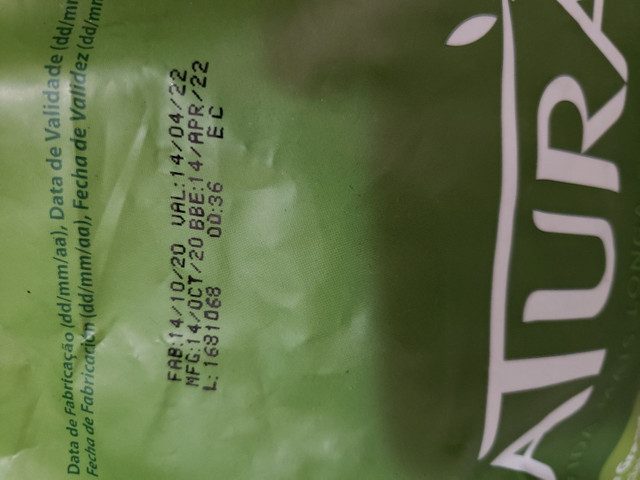 Data de Fabricação (dd/mm/aa), Data de Validade (dd/mm
Fecha de Fabricación (dd/mm/aa), Fecha de Validez (dd/mm
FAB:14/10/20 VAL:14/04/22
MFG:14/OCT/20 BBE:14/APR/22
L:1681068 00:36 E C
ATURA